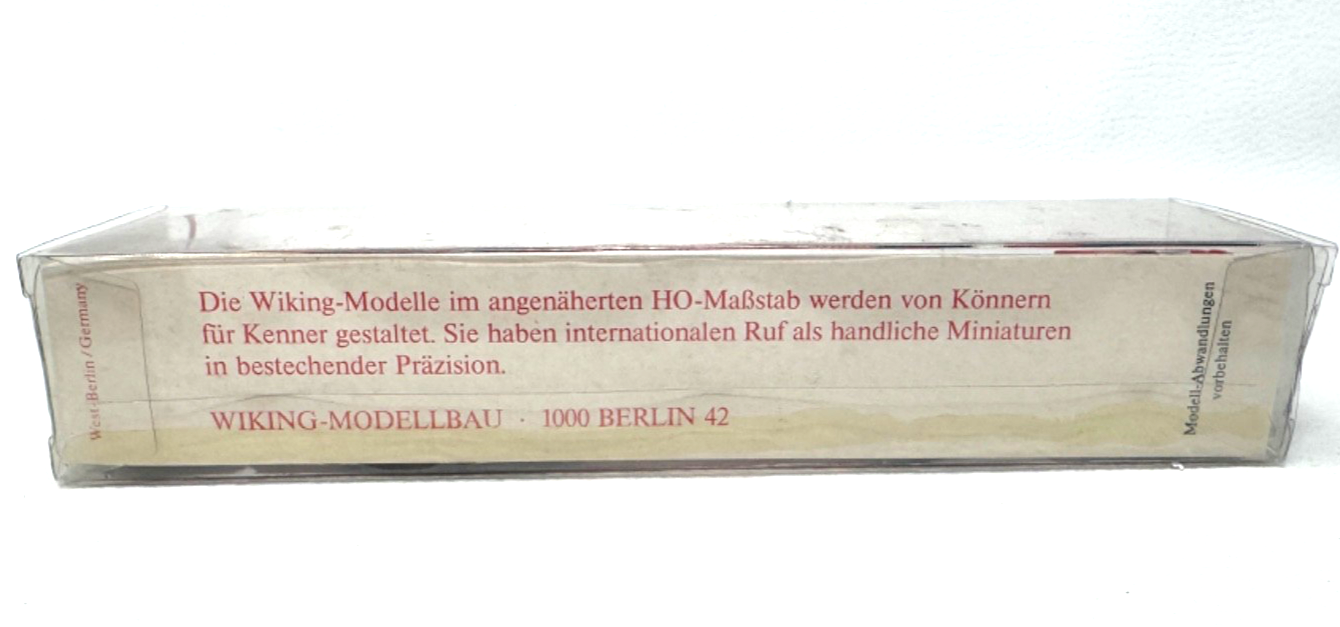 West-Berlin / Germany
Die Wiking-Modelle im angenäherten HO-Maßstab werden von Könnern
für Kenner gestaltet. Sie haben internationalen Ruf als handliche Miniaturen
in bestechender Präzision.
WIKING-MODELLBAU · 1000 BERLIN 42
Modell-Abwandlungen
vorbehalten